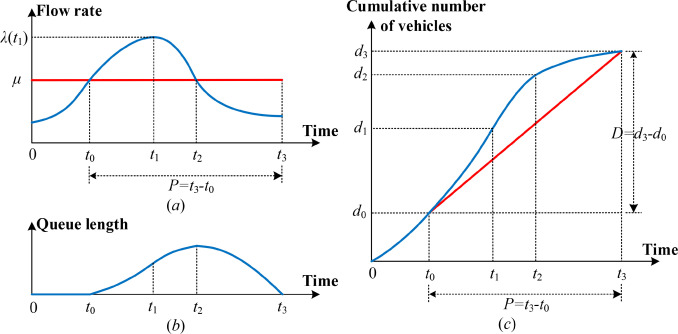 Flow rate
λ(t₁)
μ
0
t₀
t₁
t₂
t₃
Time
P=t₃-t₀
(a)
Queue length
0
t₀
t₁
t₂
t₃
Time
(b)
Cumulative number
of vehicles
d₃
d₂
d₁
d₀
D=d₃-d₀
0
t₀
t₁
t₂
t₃
Time
P=t₃-t₀
(c)